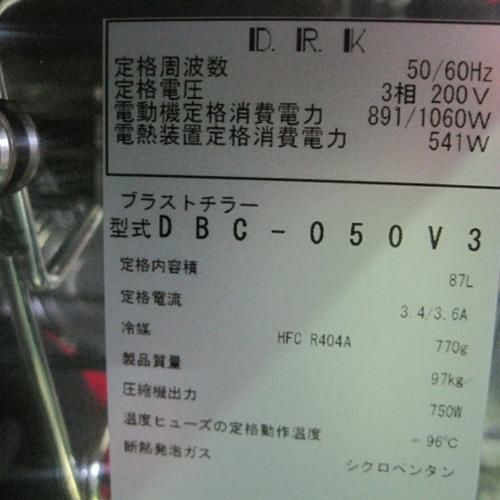 D. R. K
定格周波数 50/60Hz
定格電圧 3相 200V
電動機定格消費電力 891/1060W
電熱装置定格消費電力 541W
ブラストチラー
型式DBC-050V3
定格内容積 87L
定格電流 3.4/3.6A
冷媒 HFC R404A 770g
製品質量 97kg
圧縮機出力 750W
温度ヒューズの定格動作温度 -96℃
断熱発泡ガス シクロペンタン